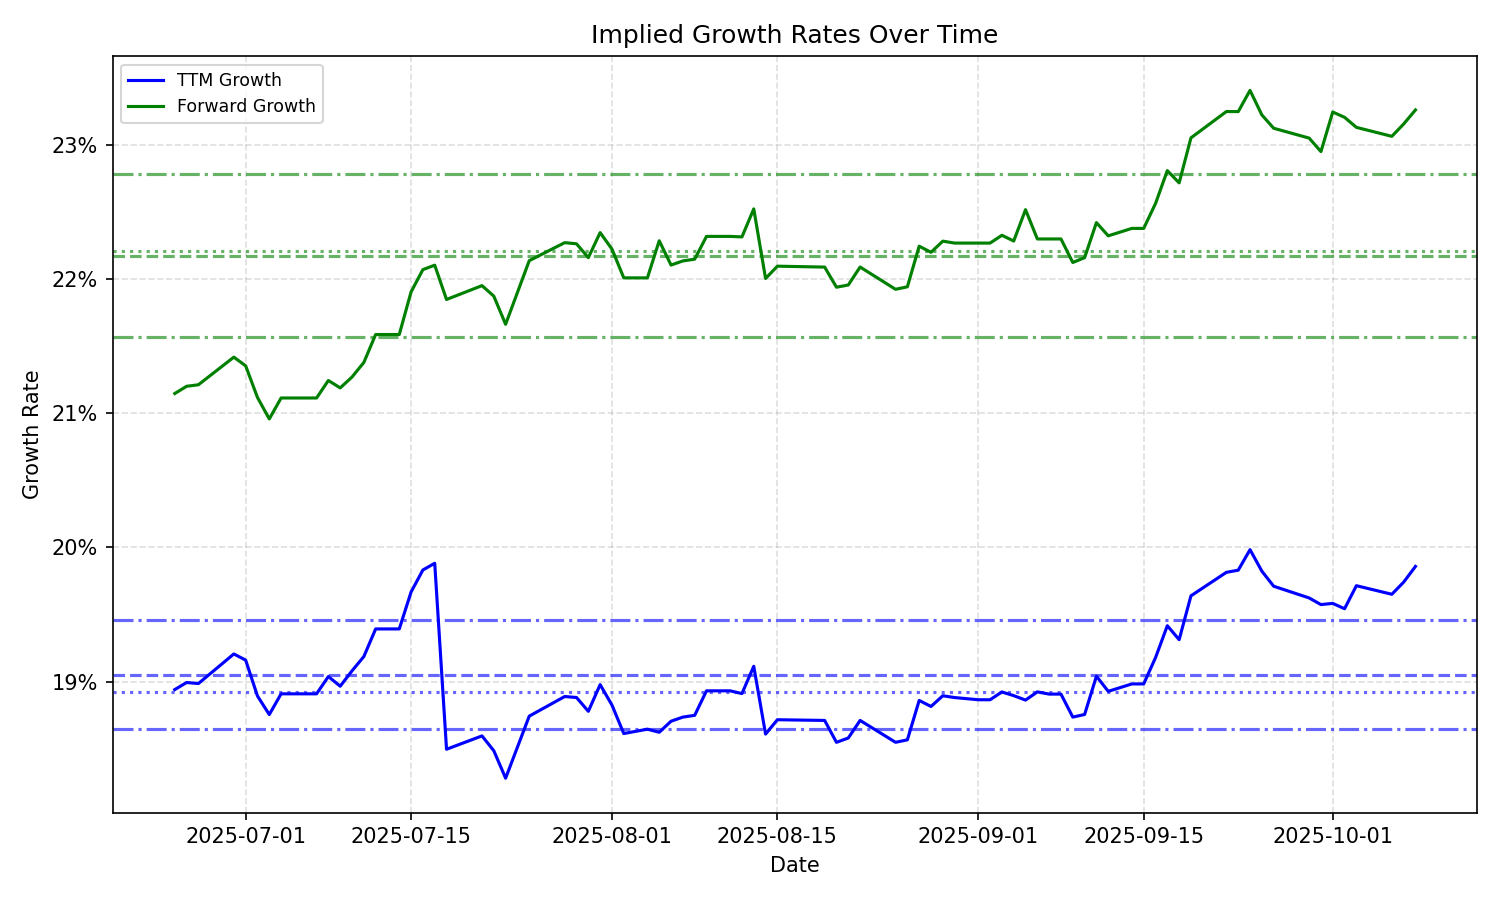 Implied Growth Rates Over Time
TTM Growth
Forward Growth
23%
22%
21%
20%
19%
Growth Rate
2025-07-01
2025-07-15
2025-08-01
2025-08-15
2025-09-01
2025-09-15
2025-10-01
Date